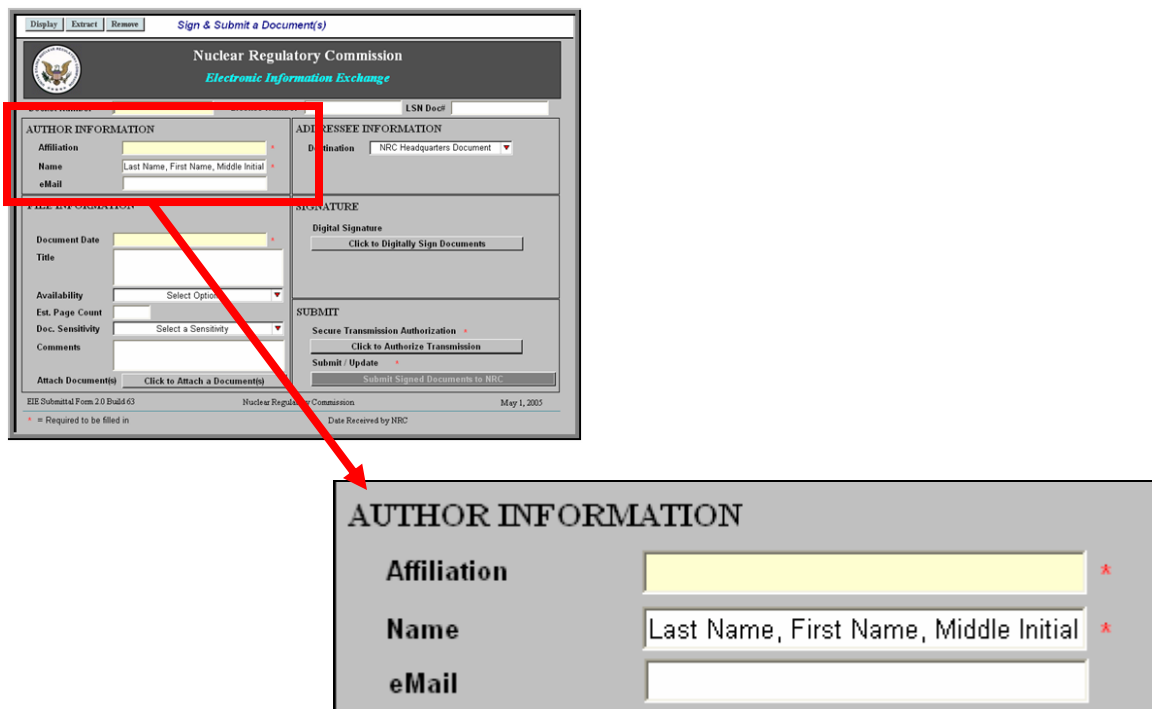 Display Extract Remove Sign & Submit a Document(s)
Nuclear Regulatory Commission
Electronic Information Exchange
LSN Doc#
AUTHOR INFORMATION
Affiliation *
Name Last Name, First Name, Middle Initial *
eMail
ADDRESSEE INFORMATION
Destination NRC Headquarters Document
FILE INFORMATION
Document Date *
Title
Availability Select Option
Est. Page Count
Doc. Sensitivity Select a Sensitivity
Comments
Attach Document(s) Click to Attach a Document(s)
SIGNATURE
Digital Signature
Click to Digitally Sign Documents
SUBMIT
Secure Transmission Authorization *
Click to Authorize Transmission
Submit / Update *
Submit Signed Documents to NRC
EIE Submittal Form 2.0 Build 63 Nuclear Regulatory Commission May 1, 2005
* = Required to be filled in Date Received by NRC
AUTHOR INFORMATION
Affiliation *
Name Last Name, First Name, Middle Initial *
eMail